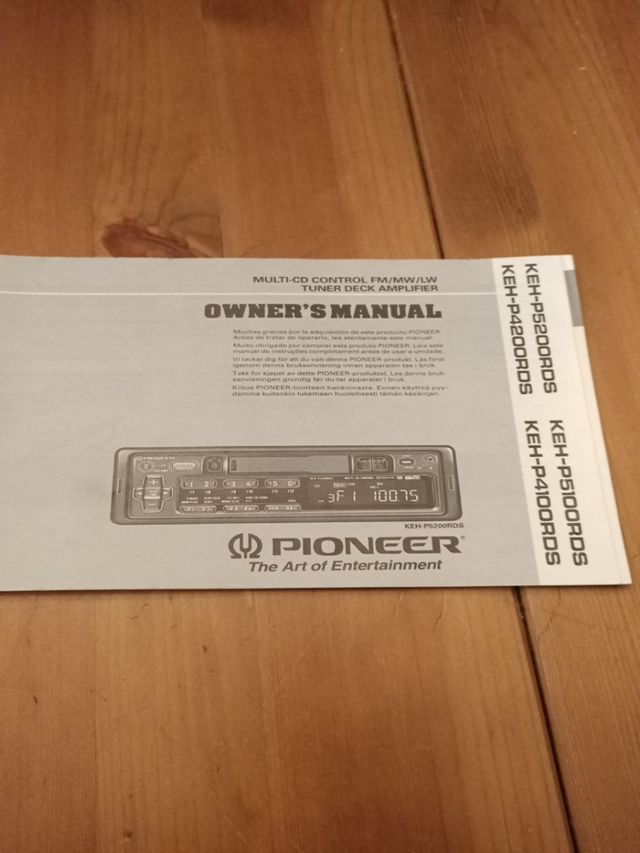 MULTI-CD CONTROL FM/MW/LW
TUNER DECK AMPLIFIER
OWNER'S MANUAL
Muchas gracias por la adquisición de este producto PIONEER.
Antes de tratar de operarlo, lea atentamente este manual.
Muito obrigado por comprar este produto PIONEER. Leia este
manual de instruções completament antes de usar a unidade.
Vi tackar dig för att du valt denna PIONEER-produkt. Läs först
igenom denna bruksanvisning innan apparaten tas i bruk.
Takk for kjøpet av dette PIONEER-produktet. Les denne bruk-
sanvisningen grundig før du tar apparatet i bruk.
Kiitos PIONEER-tuotteen hankinnasta. Ennen käyttöä pyy-
dämme kuitenkin lukemaan huolellisesti tämän käsikirjan.
PIONEER
3 F1 100.75
KEH-P5200RDS
PIONEER
The Art of Entertainment
KEH-P5200RDS
KEH-P4200RDS
KEH-P5100RDS
KEH-P4100RDS